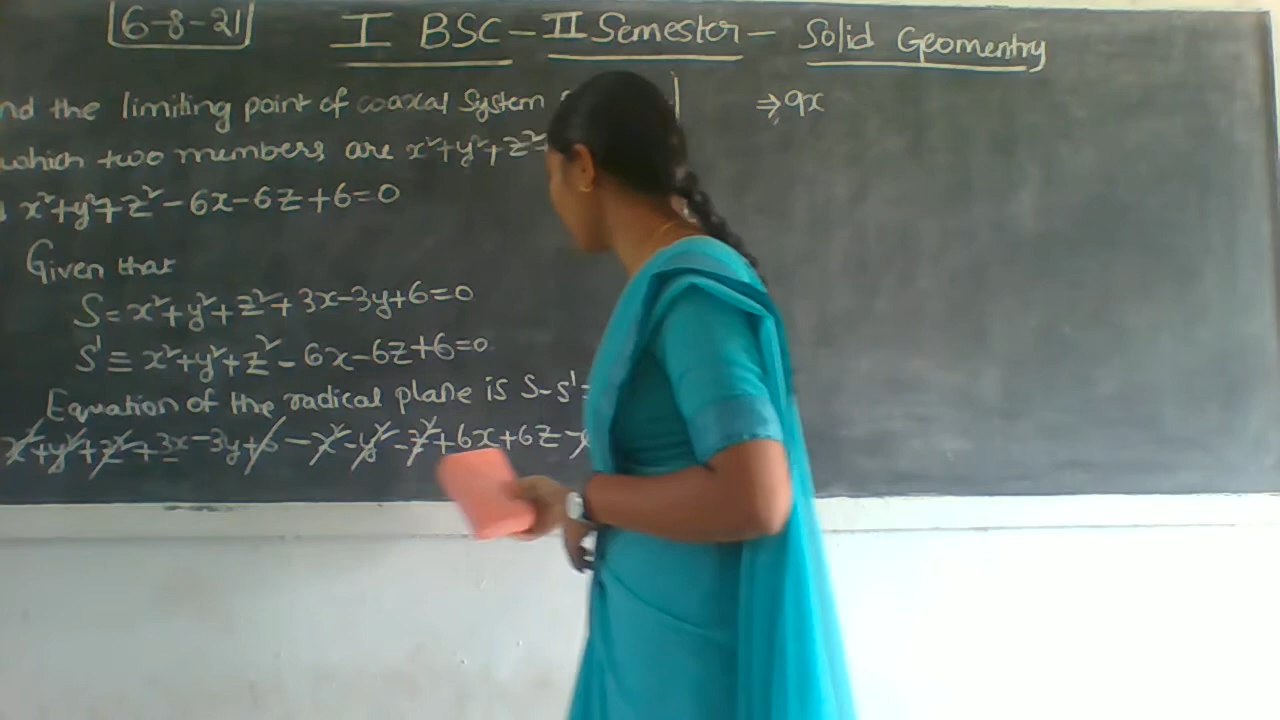 6-8-21
I BSC - II Semester - Solid Geomentry
nd the limiting point of coaxal System
which two members are x²+y²+z²+
x²+y²+z²-6x-6z+6=0
Given that
S=x²+y²+z²+3x-3y+6=0
S'≡x²+y²+z²-6x-6z+6=0
Equation of the radical plane is S-S'=
x²+y²+z²+3x-3y+6-x²-y²-z²+6x+6z-
⇒9x